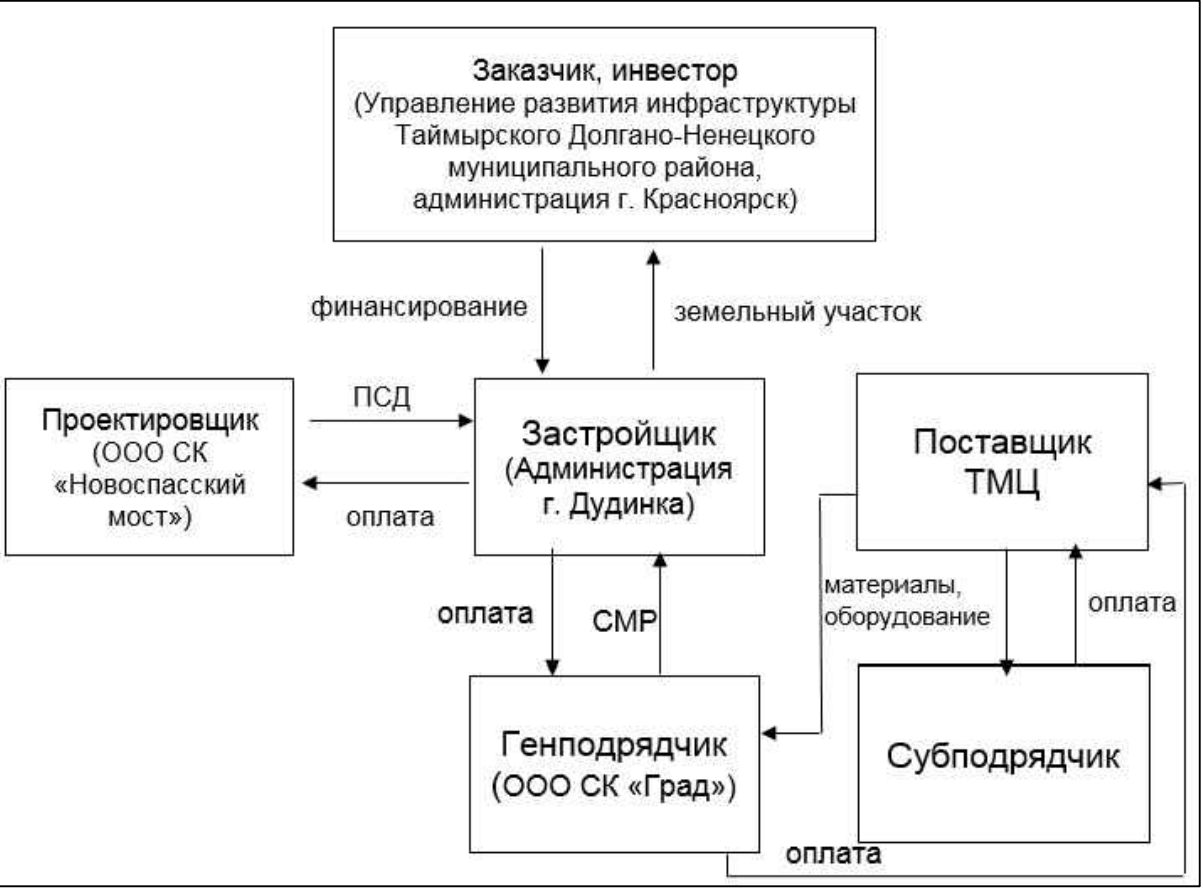 Заказчик, инвестор
(Управление развития инфраструктуры
Таймырского Долгано-Ненецкого
муниципального района,
администрация г. Красноярск)
финансирование
земельный участок
Проектировщик
(ООО СК
«Новоспасский
мост»)
ПСД
оплата
Застройщик
(Администрация
г. Дудинка)
Поставщик
ТМЦ
оплата
СМР
материалы,
оборудование
оплата
Генподрядчик
(ООО СК «Град»)
Субподрядчик
оплата